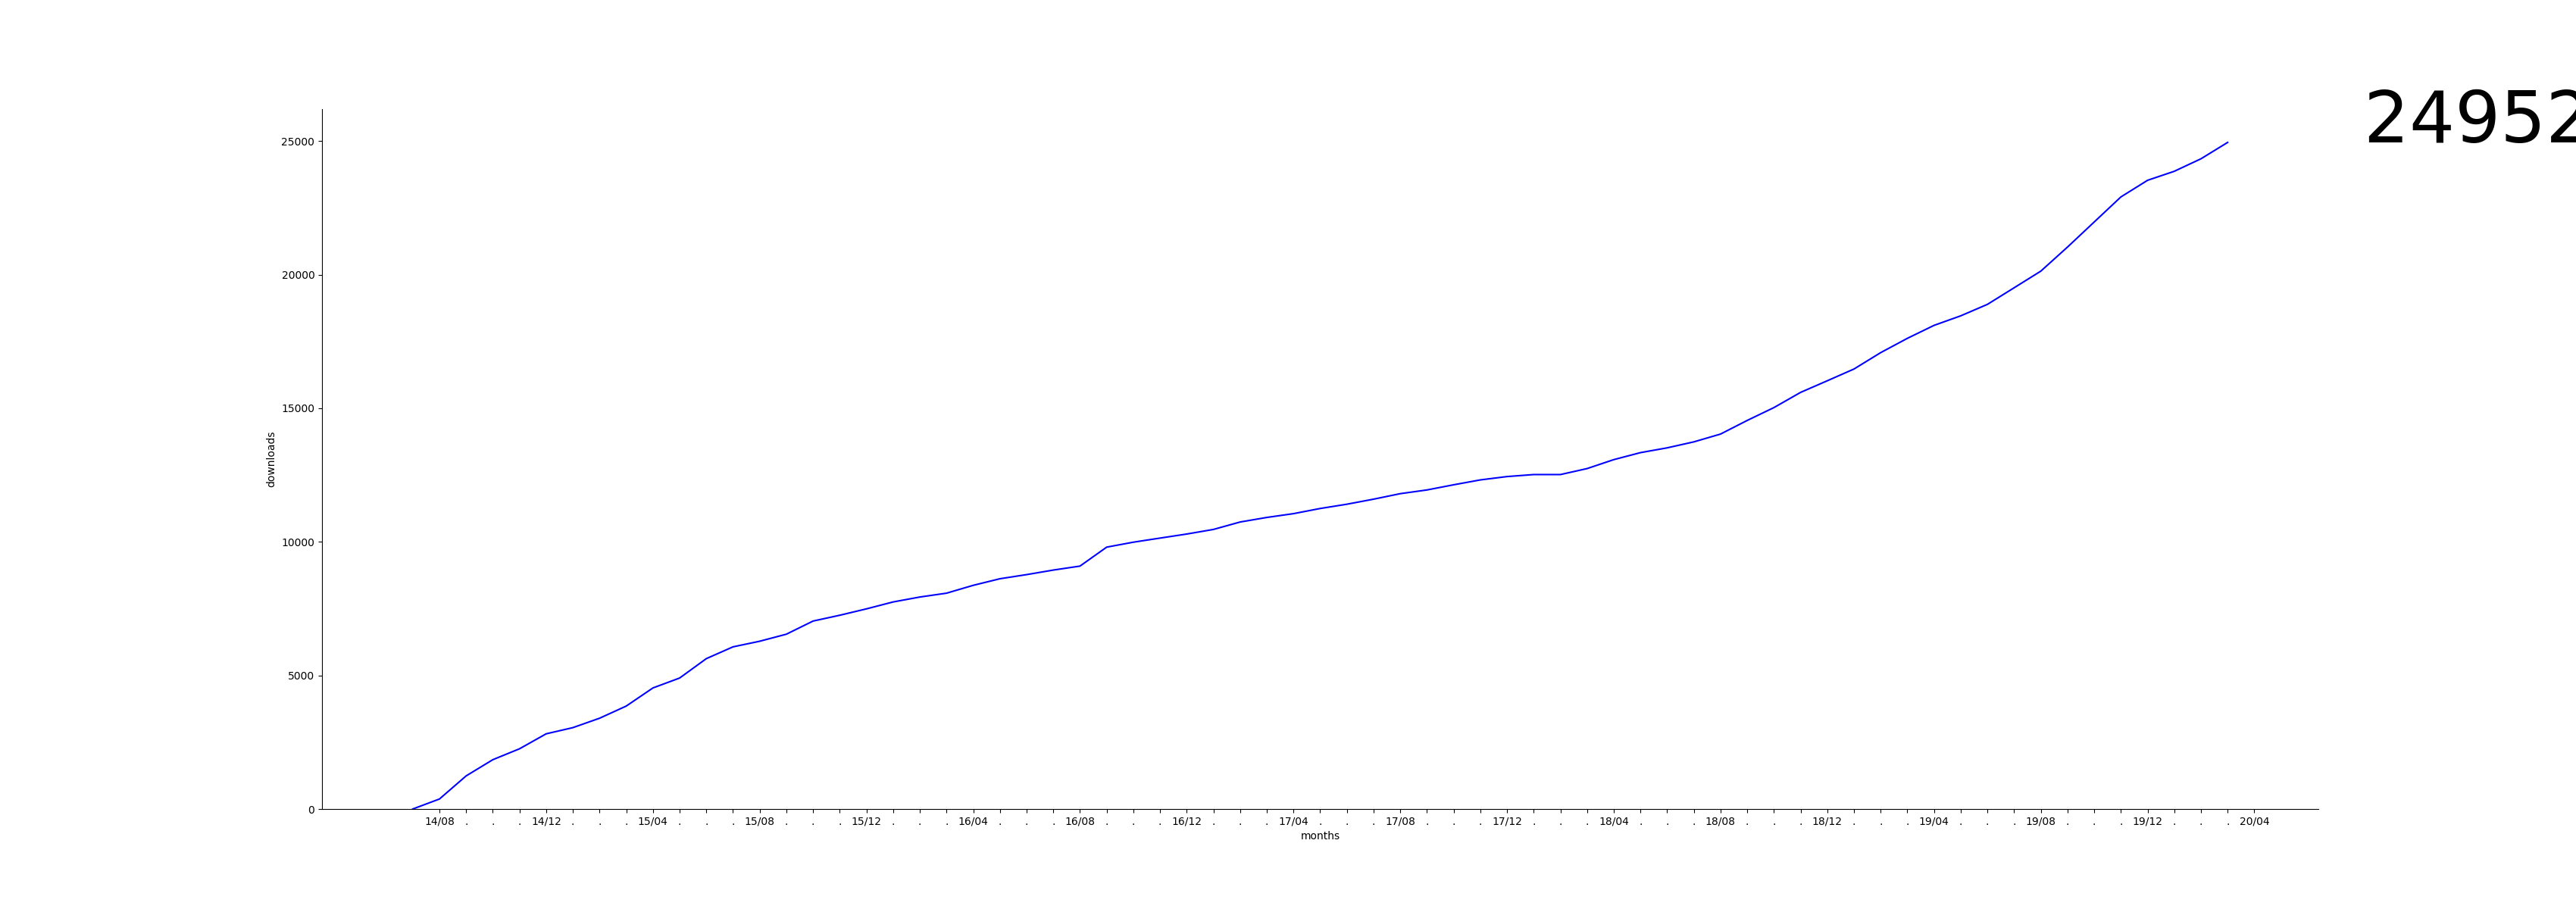 24952
25000
20000
15000
10000
5000
0
downloads
14/08 . . . 14/12 . . . 15/04 . . . 15/08 . . . 15/12 . . . 16/04 . . . 16/08 . . . 16/12 . . . 17/04 . . . 17/08 . . . 17/12 . . . 18/04 . . . 18/08 . . . 18/12 . . . 19/04 . . . 19/08 . . . 19/12 . . . 20/04
months